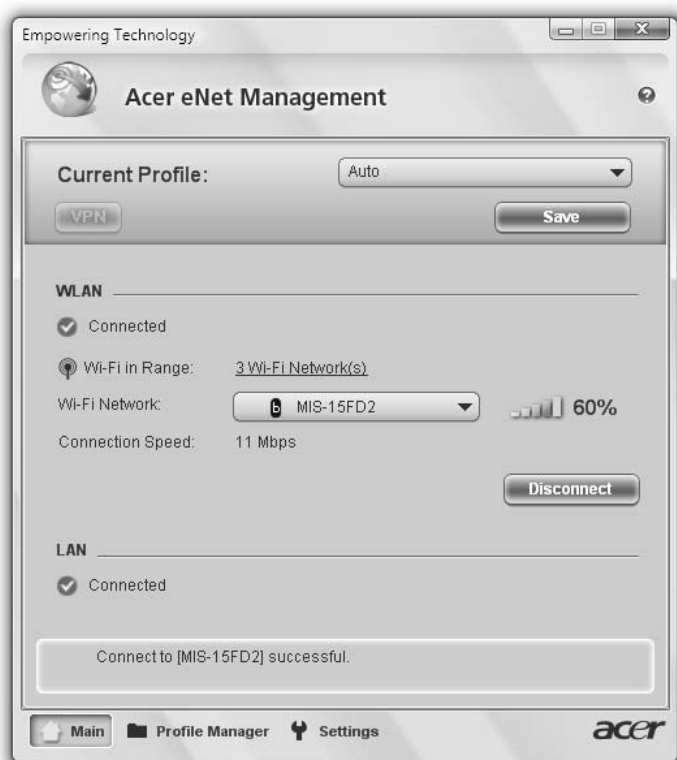 Empowering Technology
Acer eNet Management
Current Profile:
Auto
VPN
Save
WLAN
Connected
Wi-Fi in Range:
3 Wi-Fi Network(s)
Wi-Fi Network:
b MIS-15FD2
60%
Connection Speed:
11 Mbps
Disconnect
LAN
Connected
Connect to [MIS-15FD2] successful.
Main
Profile Manager
Settings
acer